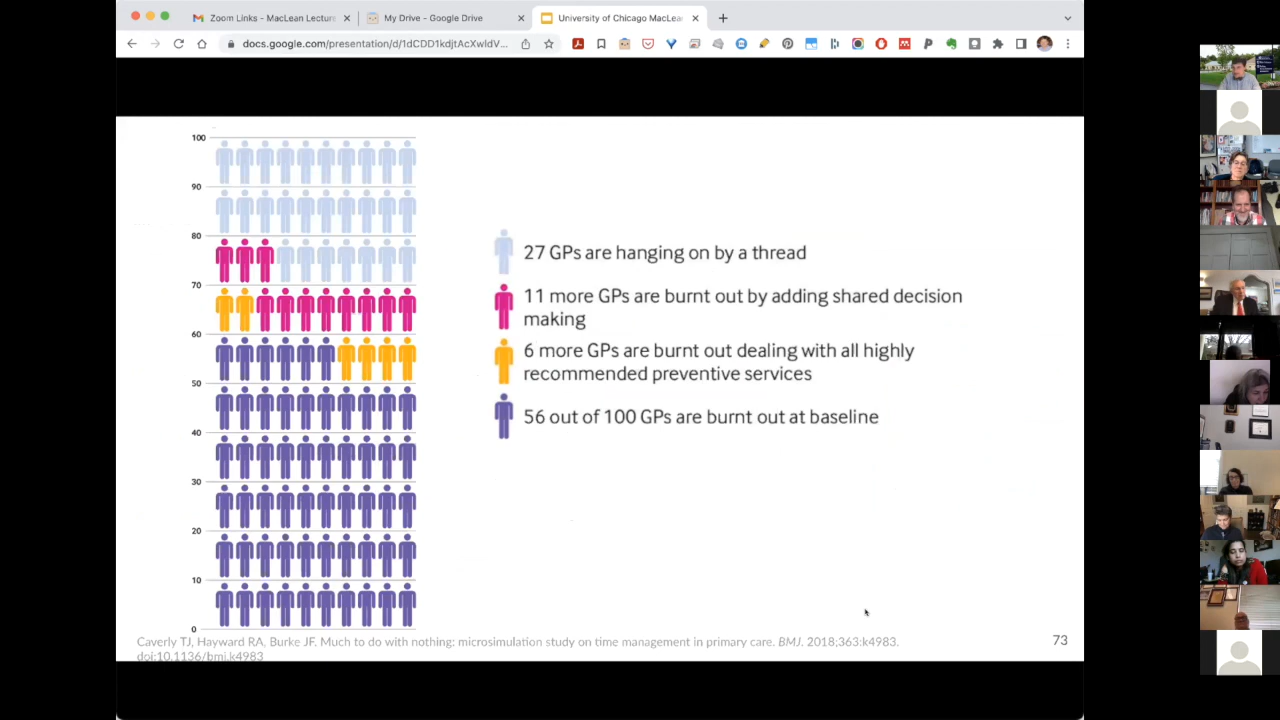 Zoom Links - MacLean Lecture
My Drive - Google Drive
University of Chicago MacLea
docs.google.com/presentation/d/1dCDD1kdjtAcXwIdV...
100
90
80
70
60
50
40
30
20
10
0
27 GPs are hanging on by a thread
11 more GPs are burnt out by adding shared decision
making
6 more GPs are burnt out dealing with all highly
recommended preventive services
56 out of 100 GPs are burnt out at baseline
Caverly TJ, Hayward RA, Burke JF. Much to do with nothing: microsimulation study on time management in primary care. BMJ. 2018;363:k4983.
doi:10.1136/bmj.k4983
73